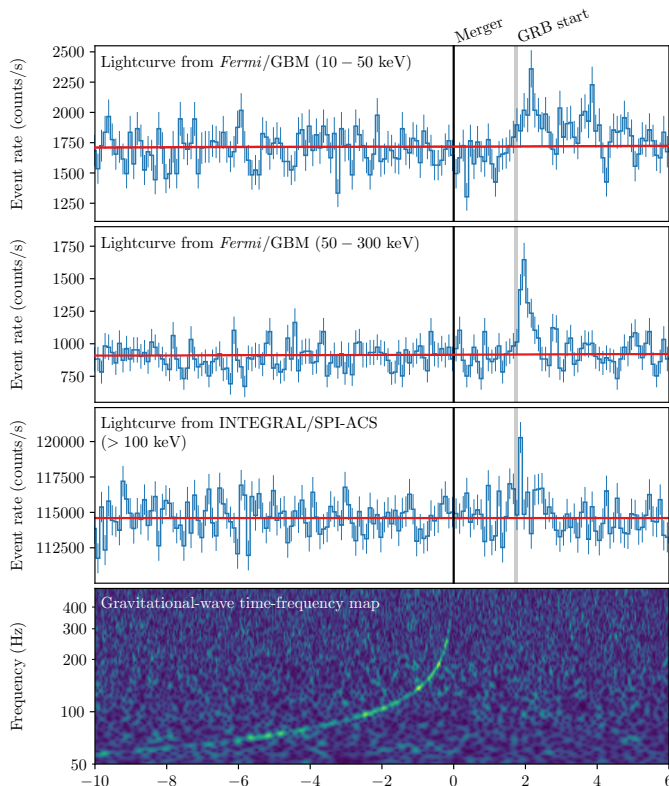 Merger
GRB start
Lightcurve from Fermi/GBM (10 − 50 keV)
Event rate (counts/s)
2500
2250
2000
1750
1500
1250
Lightcurve from Fermi/GBM (50 − 300 keV)
Event rate (counts/s)
1750
1500
1250
1000
750
Lightcurve from INTEGRAL/SPI-ACS
(> 100 keV)
Event rate (counts/s)
120000
117500
115000
112500
Gravitational-wave time-frequency map
Frequency (Hz)
400
300
200
100
50
−10 −8 −6 −4 −2 0 2 4 6